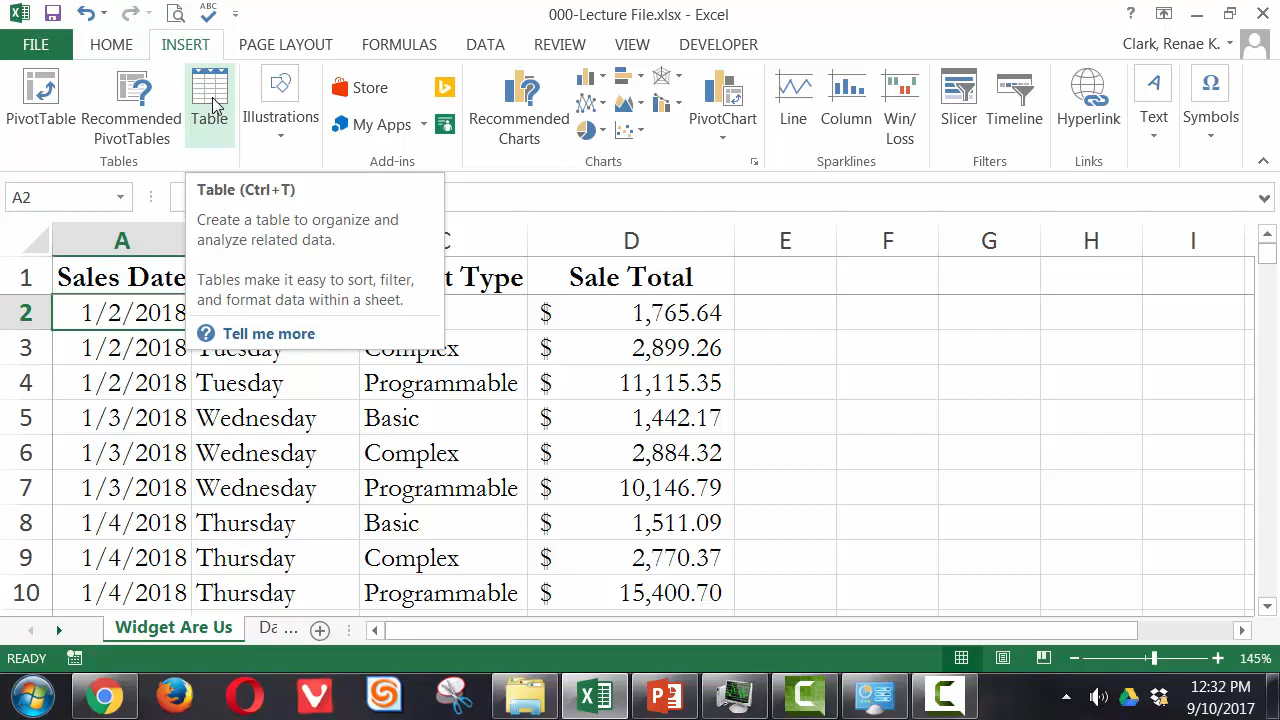 000-Lecture File.xlsx - Excel
FILE HOME INSERT PAGE LAYOUT FORMULAS DATA REVIEW VIEW DEVELOPER Clark, Renae K.
PivotTable Recommended PivotTables Table
Illustrations
Store
My Apps
Recommended Charts
PivotChart
Line Column Win/Loss
Slicer Timeline
Hyperlink
Text
Symbols
Tables Add-ins Charts Sparklines Filters Links
A2
Table (Ctrl+T)
Create a table to organize and
analyze related data.
Tables make it easy to sort, filter,
and format data within a sheet.
Tell me more
A C D E F G H I
1 Sales Date t Type Sale Total
2 1/2/2018 $ 1,765.64
3 1/2/2018 Tuesday Complex $ 2,899.26
4 1/2/2018 Tuesday Programmable $ 11,115.35
5 1/3/2018 Wednesday Basic $ 1,442.17
6 1/3/2018 Wednesday Complex $ 2,884.32
7 1/3/2018 Wednesday Programmable $ 10,146.79
8 1/4/2018 Thursday Basic $ 1,511.09
9 1/4/2018 Thursday Complex $ 2,770.37
10 1/4/2018 Thursday Programmable $ 15,400.70
Widget Are Us Da ...
READY 145%
12:32 PM
9/10/2017